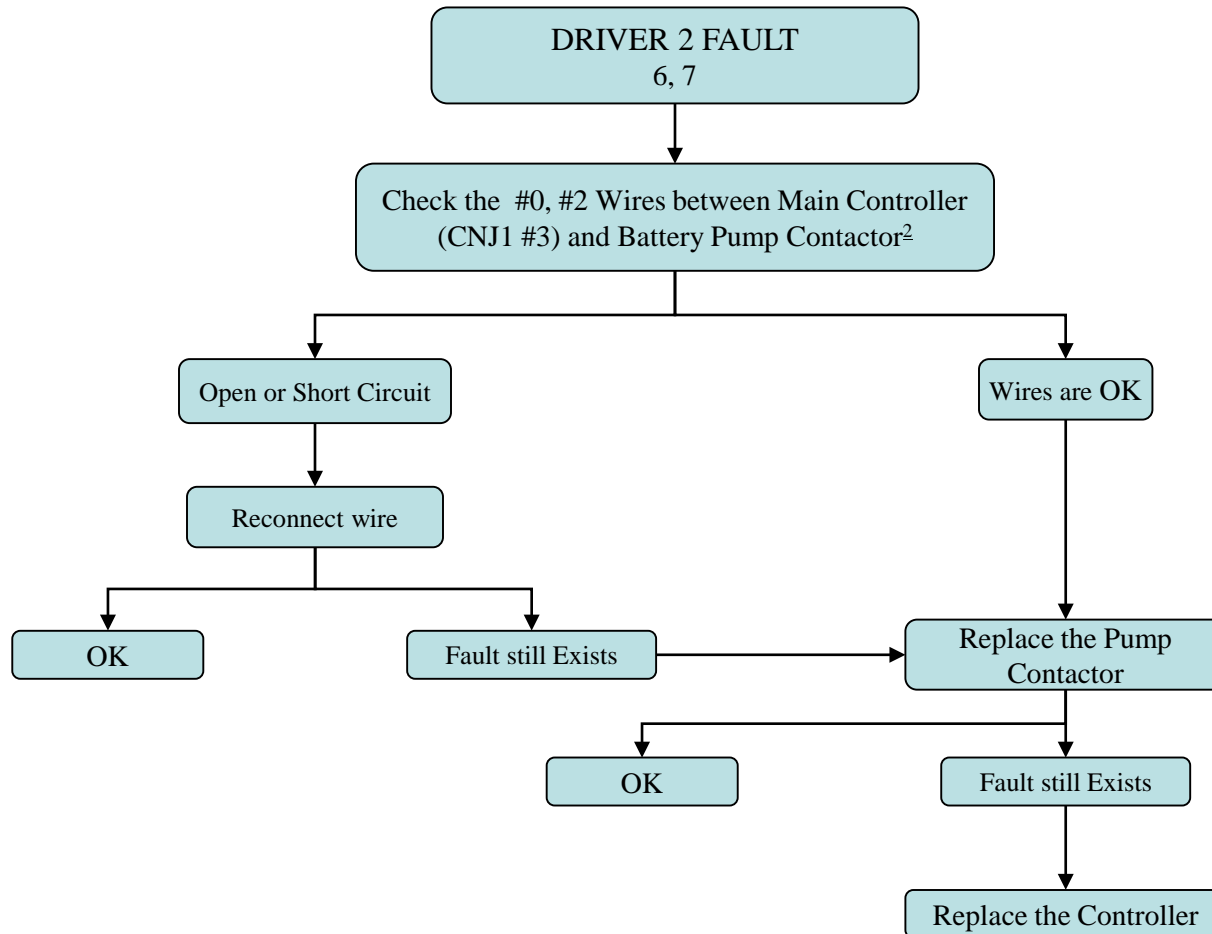 DRIVER 2 FAULT
6, 7
Check the  #0, #2 Wires between Main Controller
(CNJ1 #3) and Battery Pump Contactor2
Open or Short Circuit
Wires are OK
Reconnect wire
OK
Fault still Exists
Replace the Pump
Contactor
OK
Fault still Exists
Replace the Controller